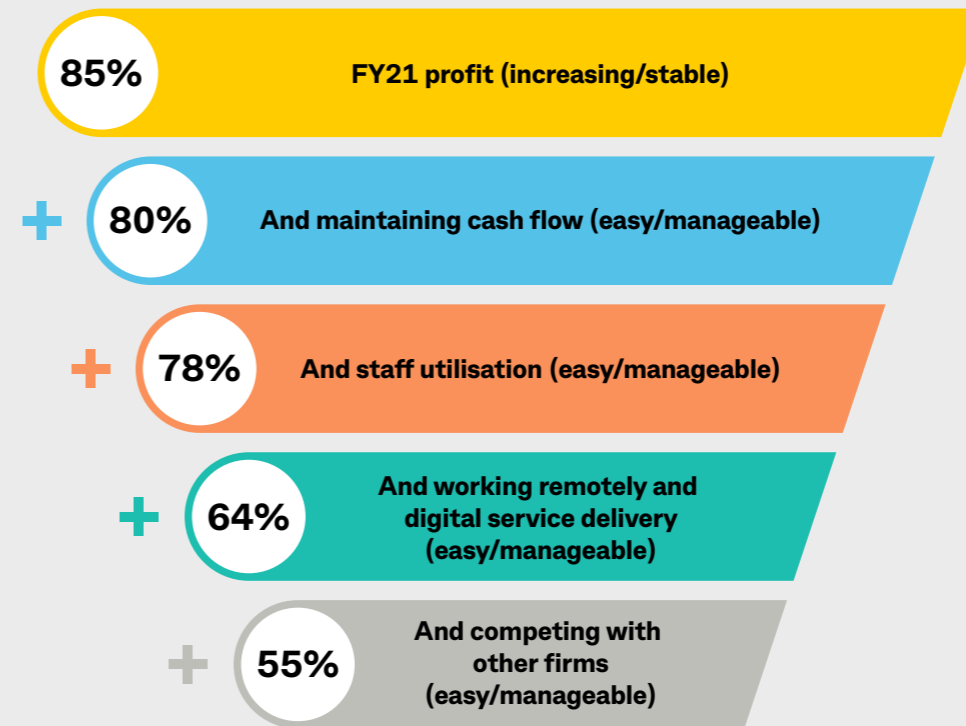 85%
FY21 profit (increasing/stable)
+
80%
And maintaining cash flow (easy/manageable)
+
78%
And staff utilisation (easy/manageable)
+
64%
And working remotely and
digital service delivery
(easy/manageable)
+
55%
And competing with
other firms
(easy/manageable)